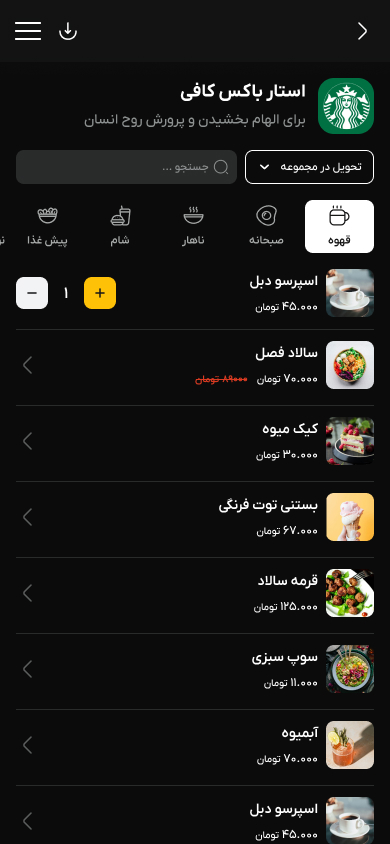 استار باکس کافی
برای الهام بخشیدن و پرورش روح انسان
تحویل در مجموعه
جستجو ...
قهوه
صبحانه
ناهار
شام
پیش غذا
اسپرسو دبل
۴۵.۰۰۰ تومان
۱
سالاد فصل
۷۰.۰۰۰ تومان ۸۹۰۰۰ تومان
کیک میوه
۳۰.۰۰۰ تومان
بستنی توت فرنگی
۶۷.۰۰۰ تومان
قرمه سالاد
۱۲۵.۰۰۰ تومان
سوپ سبزی
۱۱.۰۰۰ تومان
آبمیوه
۷۰.۰۰۰ تومان
اسپرسو دبل
۴۵.۰۰۰ تومان